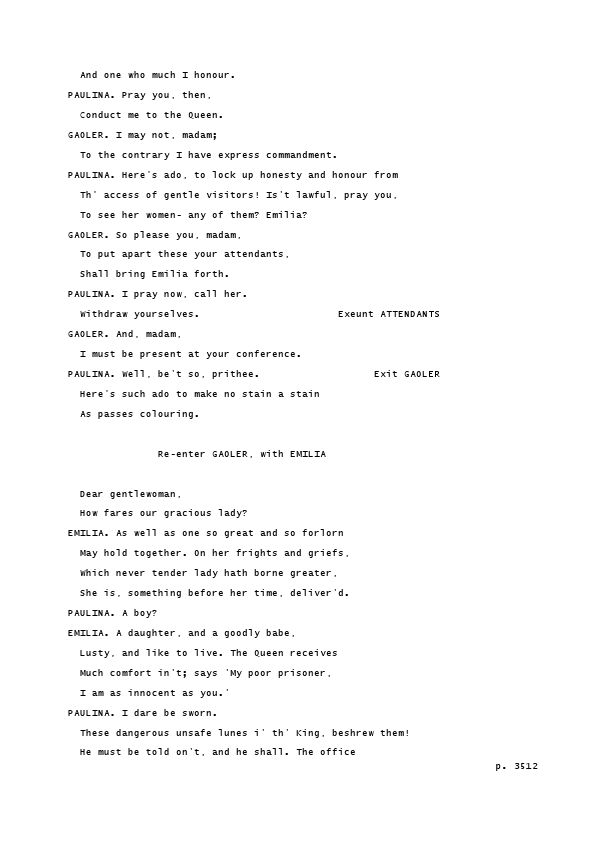 And one who much I honour.
PAULINA. Pray you, then,
Conduct me to the Queen.
GAOLER. I may not, madam;
To the contrary I have express commandment.
PAULINA. Here's ado, to lock up honesty and honour from
Th' access of gentle visitors! Is't lawful, pray you,
To see her women- any of them? Emilia?
GAOLER. So please you, madam,
To put apart these your attendants,
Shall bring Emilia forth.
PAULINA. I pray now, call her.
Withdraw yourselves. Exeunt ATTENDANTS
GAOLER. And, madam,
I must be present at your conference.
PAULINA. Well, be't so, prithee. Exit GAOLER
Here's such ado to make no stain a stain
As passes colouring.
Re-enter GAOLER, with EMILIA
Dear gentlewoman,
How fares our gracious lady?
EMILIA. As well as one so great and so forlorn
May hold together. On her frights and griefs,
Which never tender lady hath borne greater,
She is, something before her time, deliver'd.
PAULINA. A boy?
EMILIA. A daughter, and a goodly babe,
Lusty, and like to live. The Queen receives
Much comfort in't; says 'My poor prisoner,
I am as innocent as you.'
PAULINA. I dare be sworn.
These dangerous unsafe lunes i' th' King, beshrew them!
He must be told on't, and he shall. The office
p. 3512